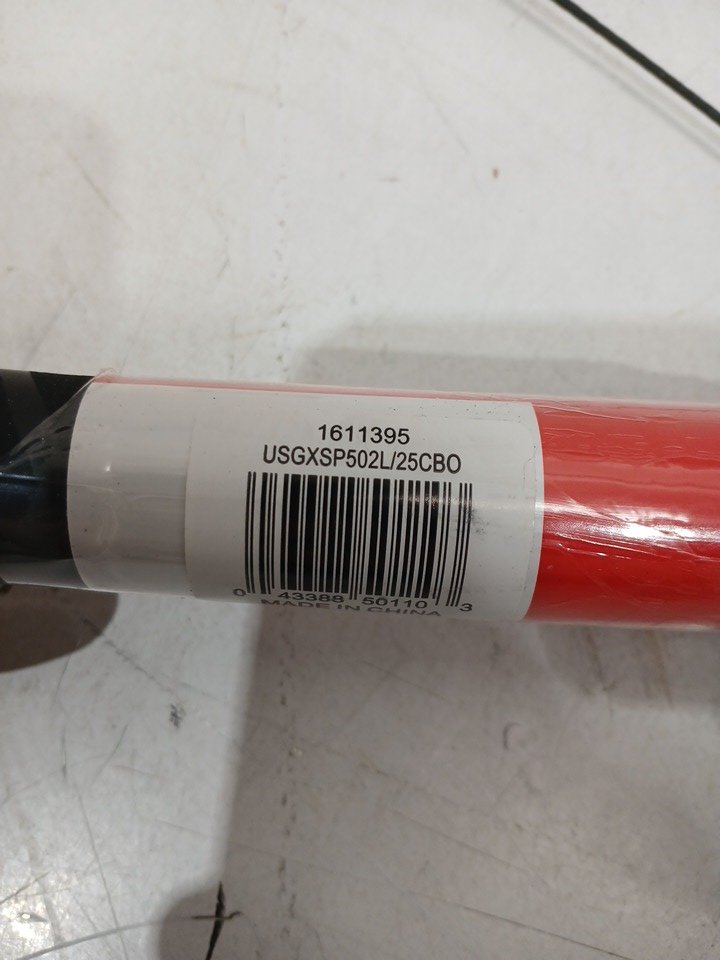 1611395
USGXSP502L/25CBO
0 43388 50110 3
MADE IN CHINA